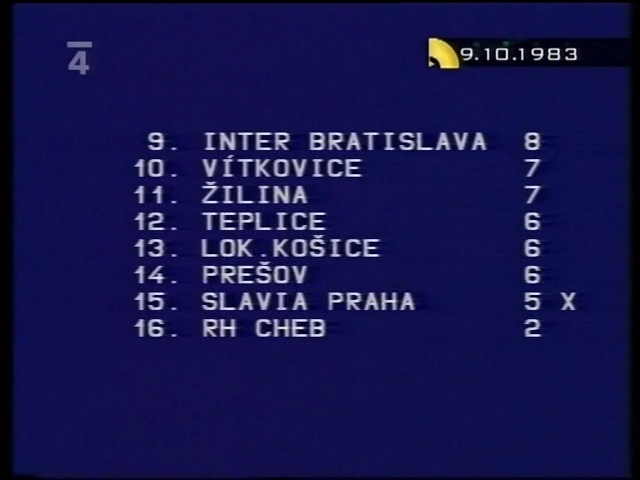 4
9.10.1983
9. INTER BRATISLAVA 8
10. VÍTKOVICE 7
11. ŽILINA 7
12. TEPLICE 6
13. LOK.KOŠICE 6
14. PREŠOV 6
15. SLAVIA PRAHA 5 X
16. RH CHEB 2